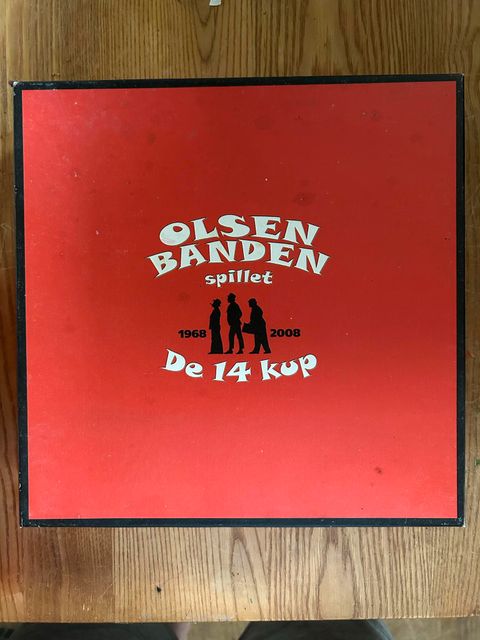 OLSEN
BANDEN
spillet
1968 2008
De 14 kup